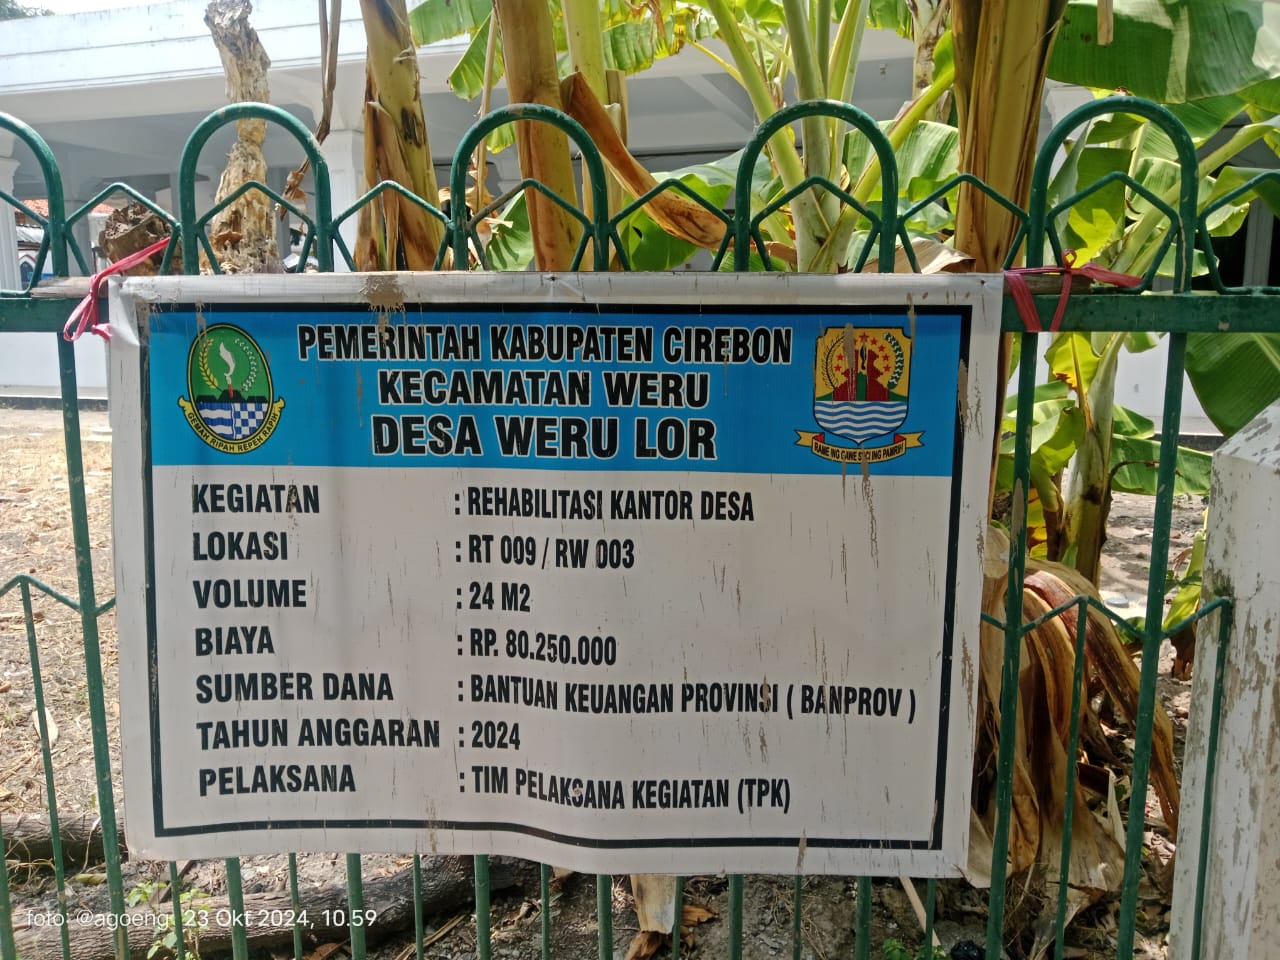 PEMERINTAH KABUPATEN CIREBON
KECAMATAN WERU
DESA WERU LOR
GEMAH RIPAH REPEH RAPIH
RAME ING GAWE SUCI ING PAMRIH
KEGIATAN : REHABILITASI KANTOR DESA
LOKASI : RT 009 / RW 003
VOLUME : 24 M2
BIAYA : RP. 80.250.000
SUMBER DANA : BANTUAN KEUANGAN PROVINSI ( BANPROV )
TAHUN ANGGARAN : 2024
PELAKSANA : TIM PELAKSANA KEGIATAN (TPK)
foto: @agoeng, 23 Okt 2024, 10.59